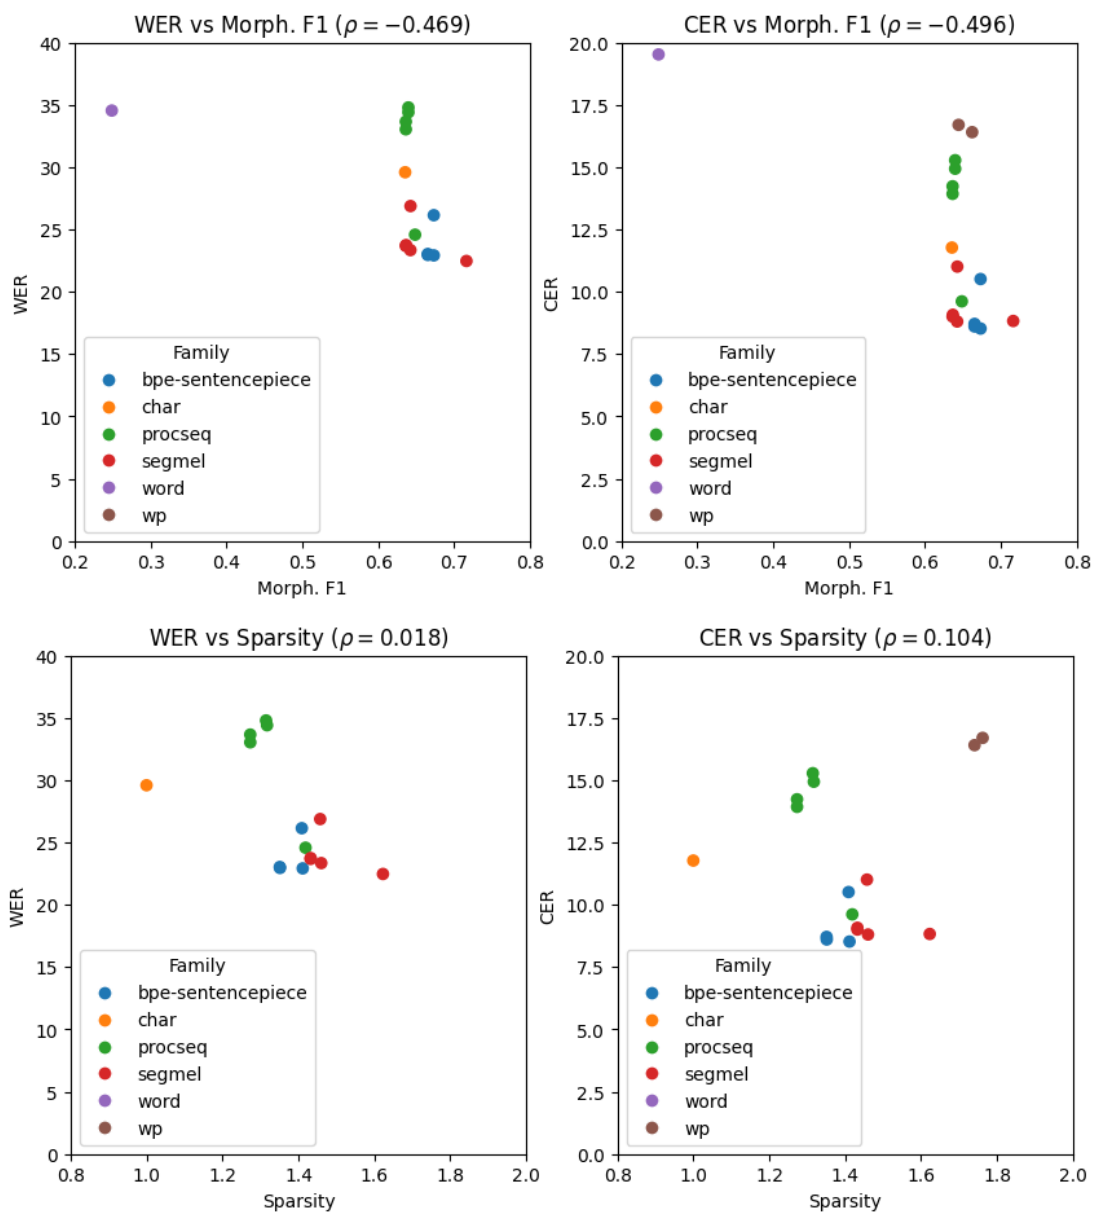 WER vs Morph. F1 (ρ = −0.469)
40
35
30
25
20
15
10
5
0
WER
Family
bpe-sentencepiece
char
procseq
segmel
word
wp
0.2 0.3 0.4 0.5 0.6 0.7 0.8
Morph. F1
CER vs Morph. F1 (ρ = −0.496)
20.0
17.5
15.0
12.5
10.0
7.5
5.0
2.5
0.0
CER
Family
bpe-sentencepiece
char
procseq
segmel
word
wp
0.2 0.3 0.4 0.5 0.6 0.7 0.8
Morph. F1
WER vs Sparsity (ρ = 0.018)
40
35
30
25
20
15
10
5
0
WER
Family
bpe-sentencepiece
char
procseq
segmel
word
wp
0.8 1.0 1.2 1.4 1.6 1.8 2.0
Sparsity
CER vs Sparsity (ρ = 0.104)
20.0
17.5
15.0
12.5
10.0
7.5
5.0
2.5
0.0
CER
Family
bpe-sentencepiece
char
procseq
segmel
word
wp
0.8 1.0 1.2 1.4 1.6 1.8 2.0
Sparsity